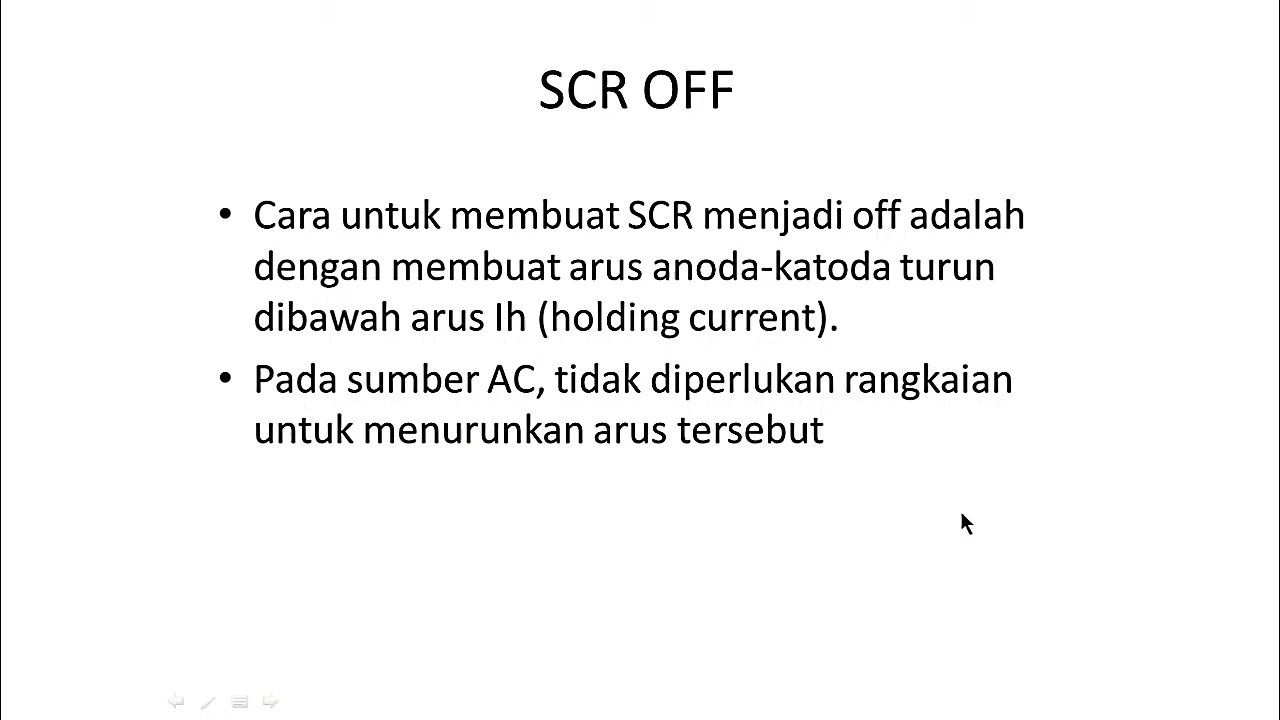 SCR OFF
• Cara untuk membuat SCR menjadi off adalah
dengan membuat arus anoda-katoda turun
dibawah arus Ih (holding current).
• Pada sumber AC, tidak diperlukan rangkaian
untuk menurunkan arus tersebut